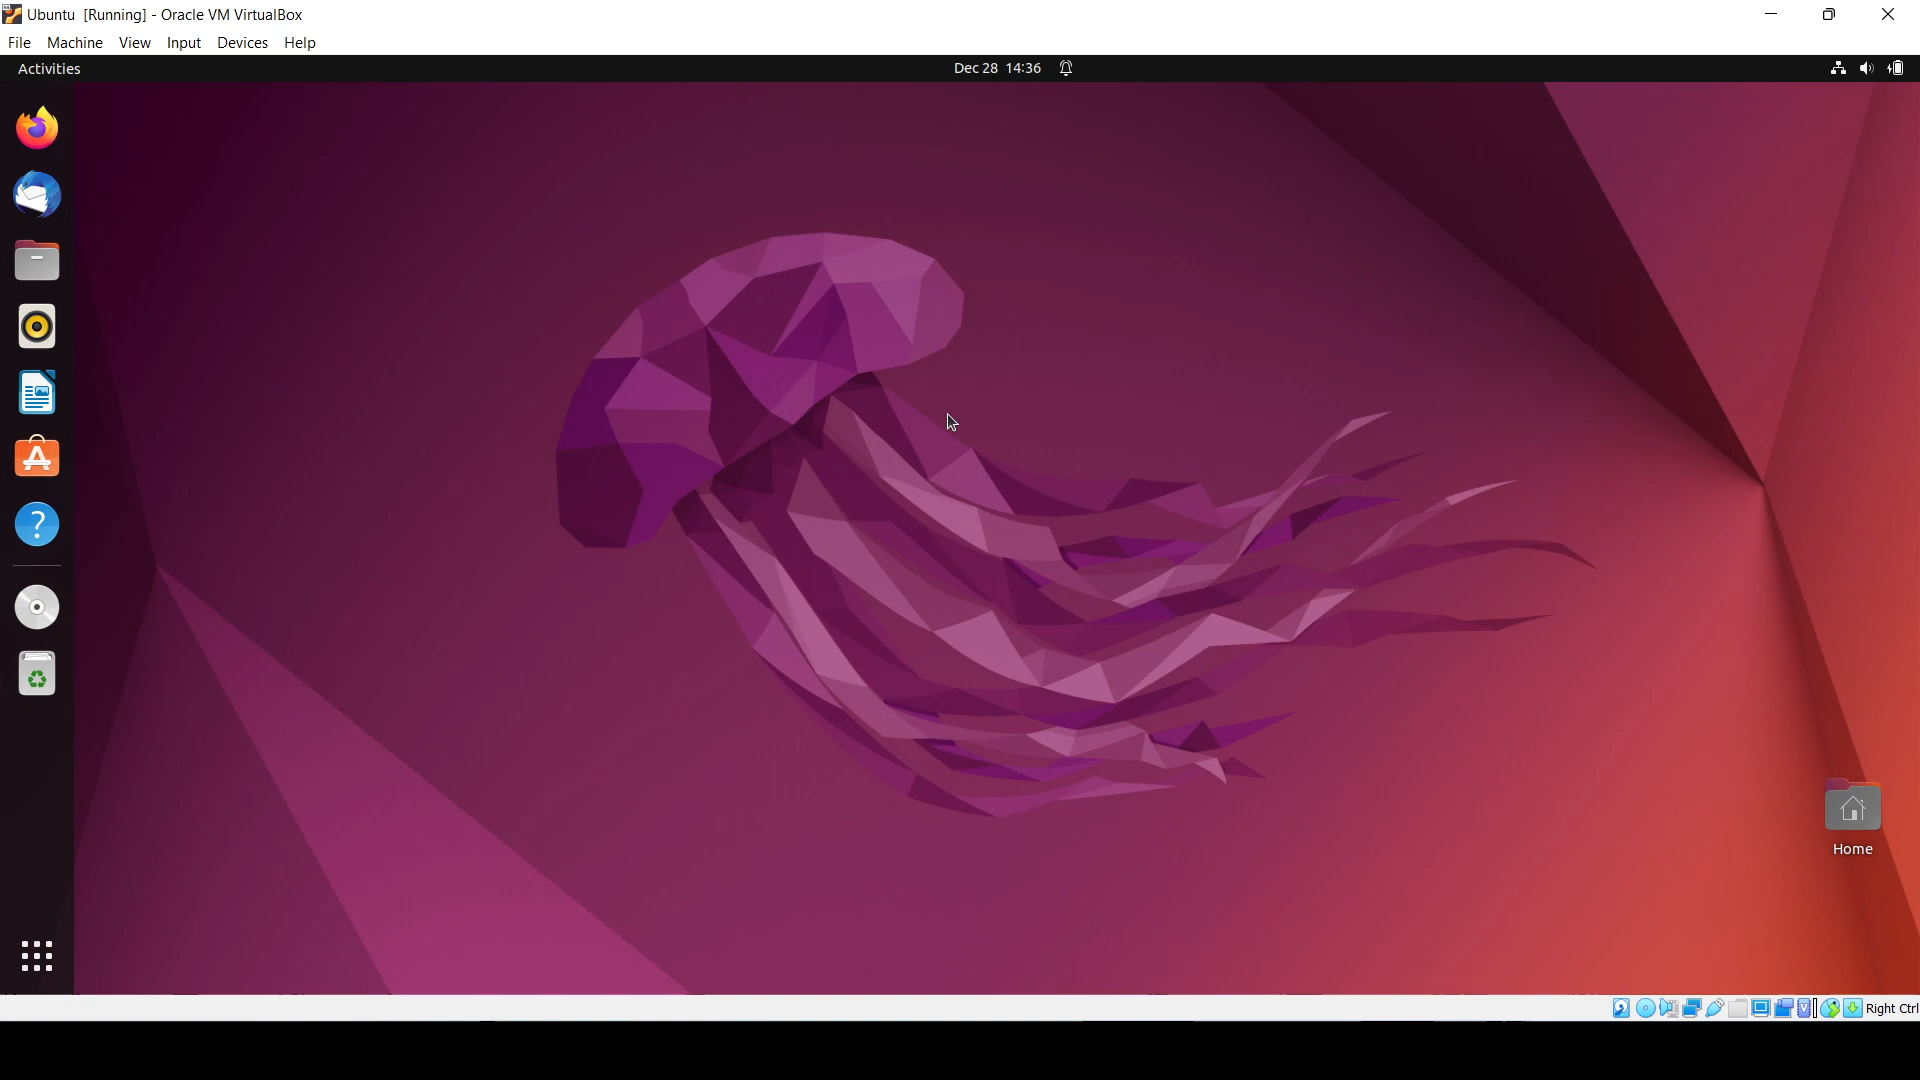 Ubuntu [Running] - Oracle VM VirtualBox
File Machine View Input Devices Help
Activities Dec 28 14:36
Home
Right Ctrl